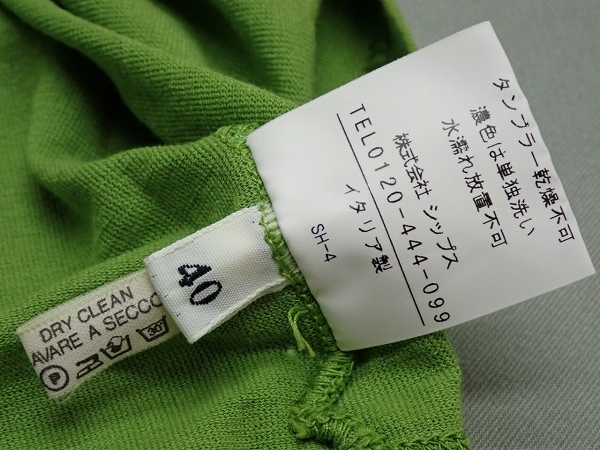 タンブラー乾燥不可
濃色は単独洗い
水濡れ放置不可
株式会社 シップス
TEL0120-444-099
イタリア製
SH-4
40
DRY CLEAN
AVARE A SECCO
P
30